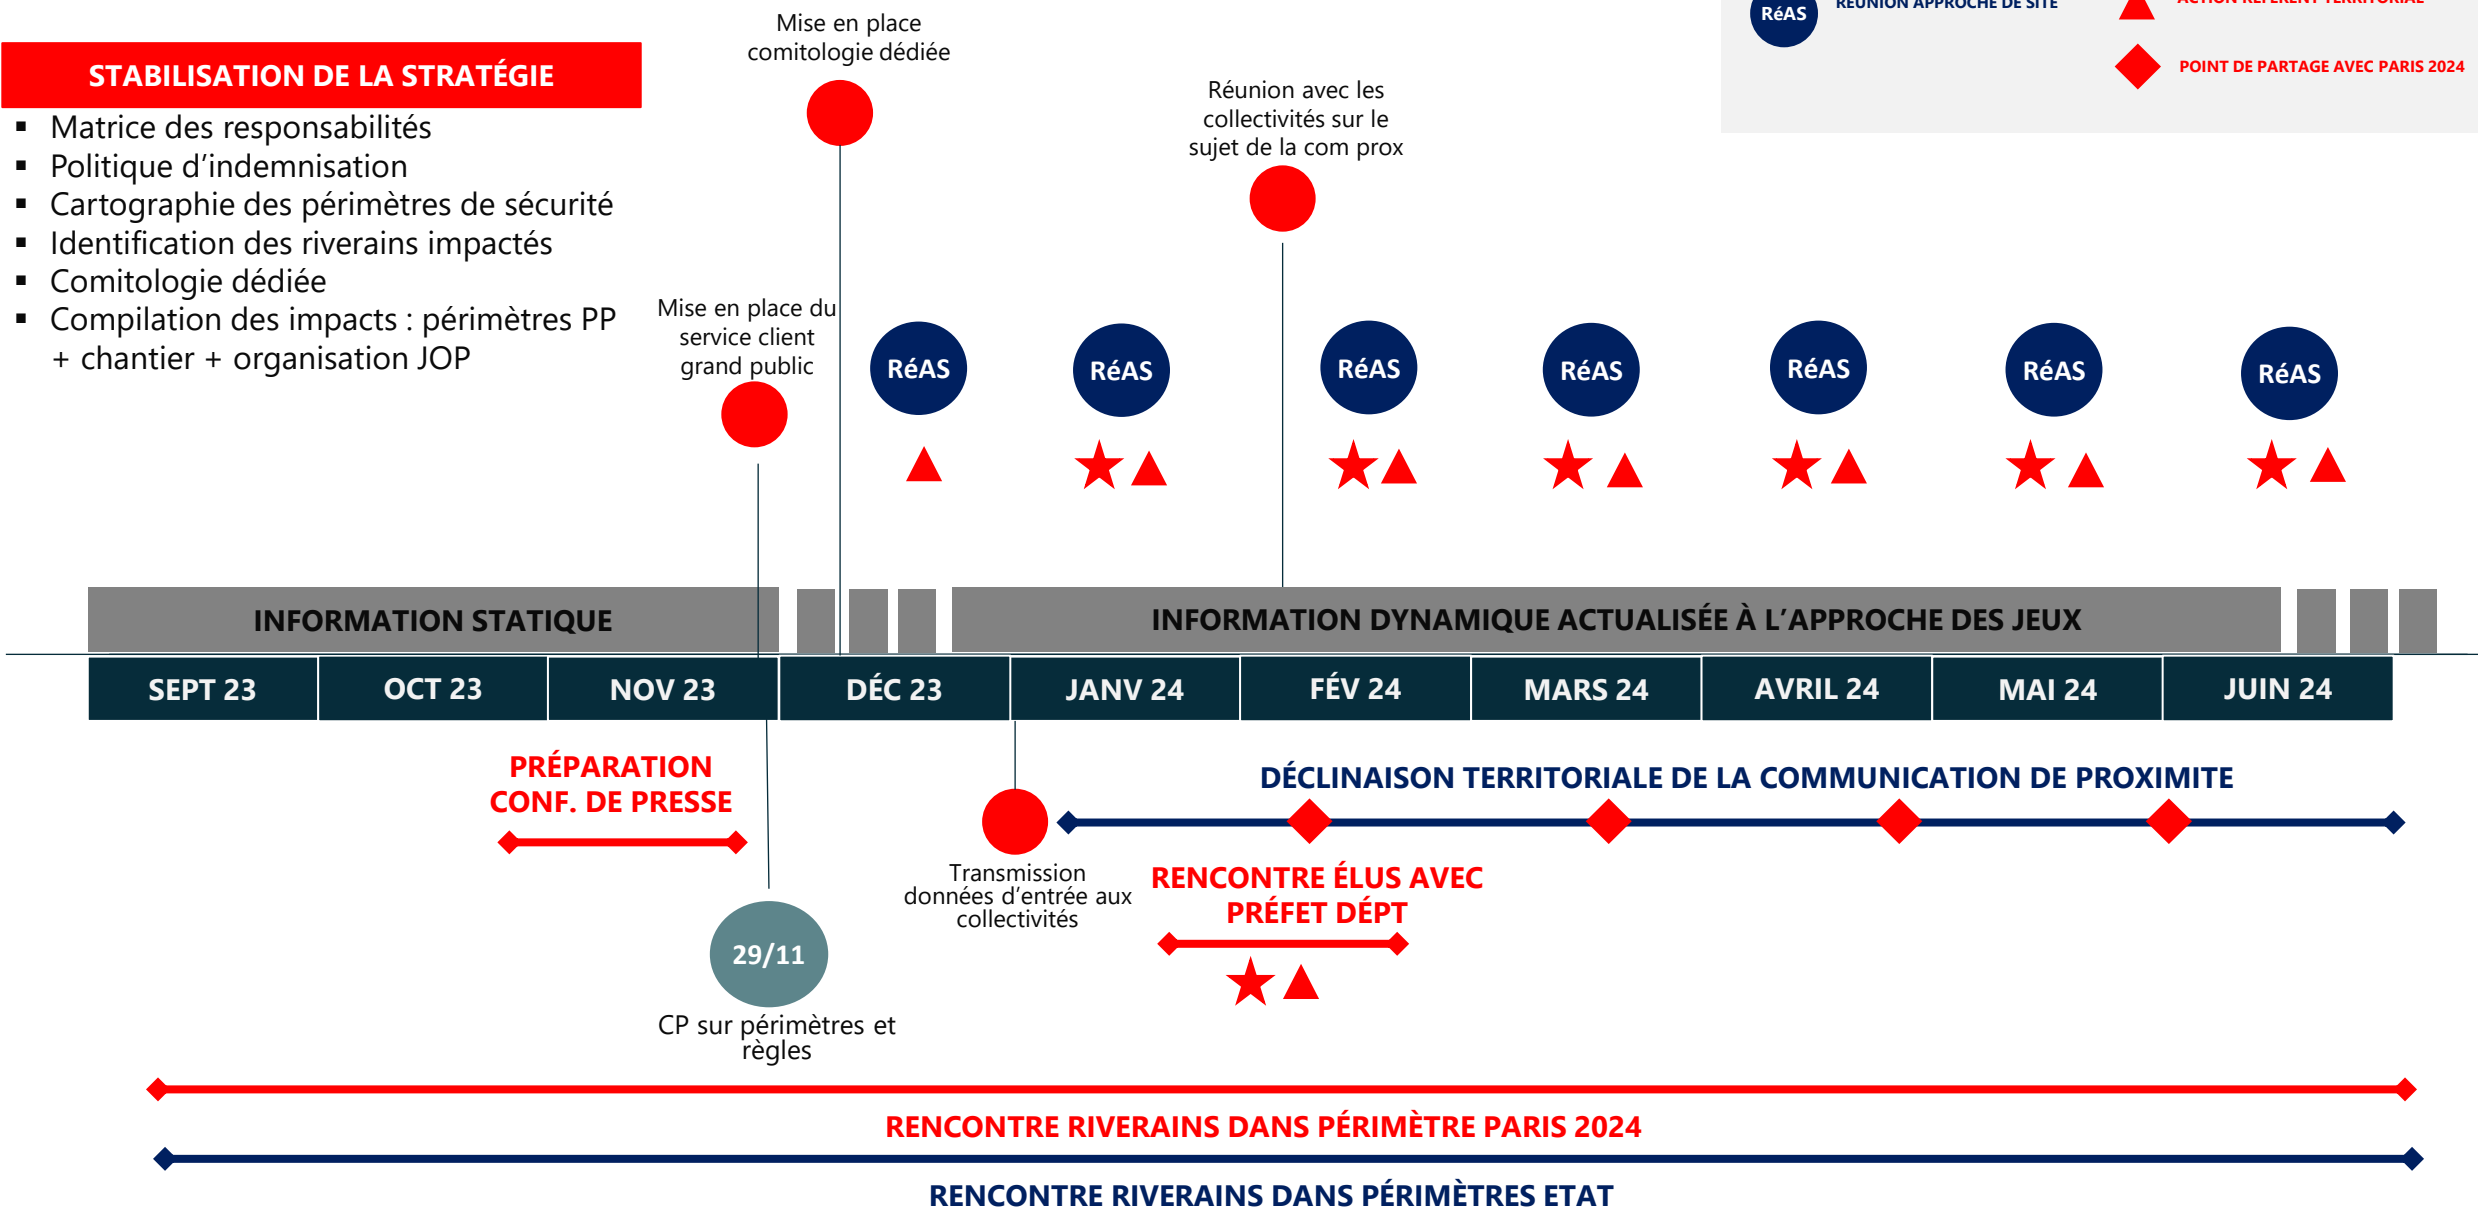 Mise en place
comitologie dédiée
RéAS
RÉUNION APPROCHE DE SITE
ACTION RÉFÉRENT TERRITORIAL
POINT DE PARTAGE AVEC PARIS 2024
STABILISATION DE LA STRATÉGIE
▪ Matrice des responsabilités
▪ Politique d’indemnisation
▪ Cartographie des périmètres de sécurité
▪ Identification des riverains impactés
▪ Comitologie dédiée
▪ Compilation des impacts : périmètres PP
+ chantier + organisation JOP
Réunion avec les
collectivités sur le
sujet de la com prox
Mise en place du
service client
grand public
RéAS
RéAS
RéAS
RéAS
RéAS
RéAS
RéAS
INFORMATION STATIQUE
INFORMATION DYNAMIQUE ACTUALISÉE À L’APPROCHE DES JEUX
SEPT 23
OCT 23
NOV 23
DÉC 23
JANV 24
FÉV 24
MARS 24
AVRIL 24
MAI 24
JUIN 24
PRÉPARATION
CONF. DE PRESSE
DÉCLINAISON TERRITORIALE DE LA COMMUNICATION DE PROXIMITE
Transmission
données d’entrée aux
collectivités
RENCONTRE ÉLUS AVEC
PRÉFET DÉPT
29/11
CP sur périmètres et
règles
RENCONTRE RIVERAINS DANS PÉRIMÈTRE PARIS 2024
RENCONTRE RIVERAINS DANS PÉRIMÈTRES ETAT